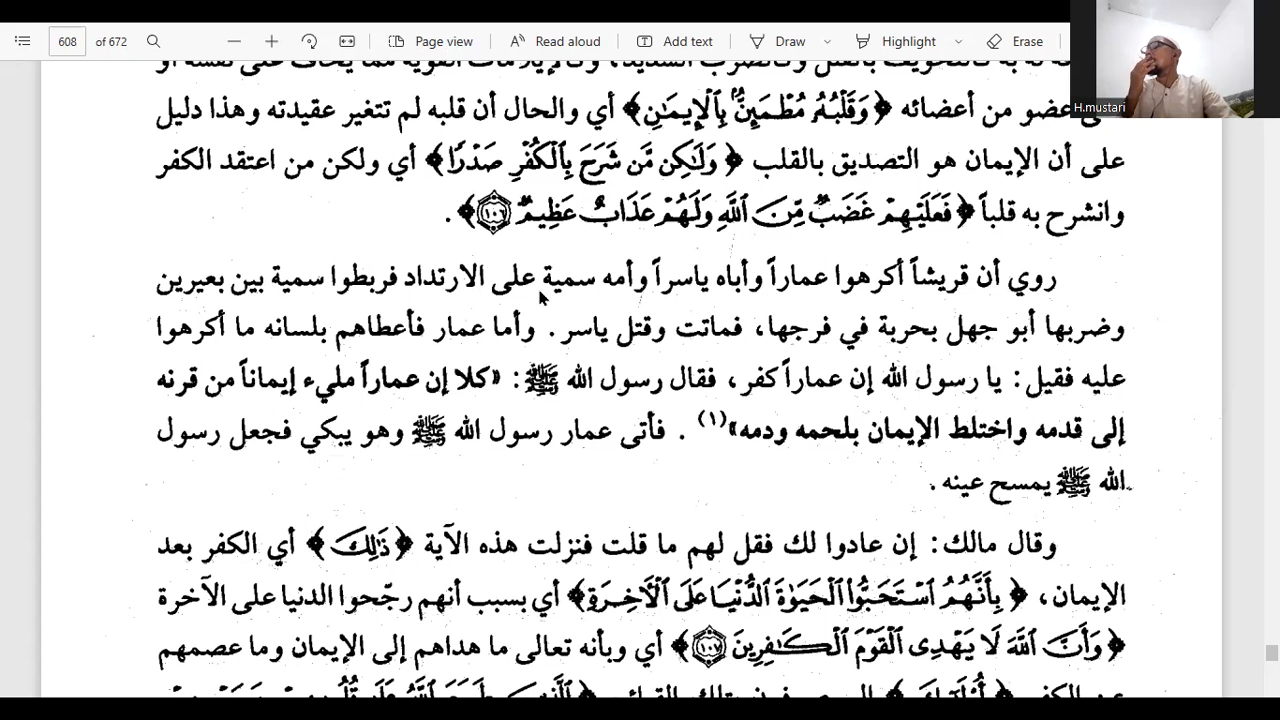 608 of 672 Page view Read aloud Add text Draw Highlight Erase
H.mustari
عضو من أعضائه ﴿وَقَلْبُهُۥ مُطْمَئِنٌّۢ بِٱلْإِيمَٰنِ﴾ أي والحال أن قلبه لم تتغير عقيدته وهذا دليل
على أن الإيمان هو التصديق بالقلب ﴿وَلَٰكِن مَّن شَرَحَ بِٱلْكُفْرِ صَدْرًا﴾ أي ولكن من اعتقد الكفر
وانشرح به قلباً ﴿فَعَلَيْهِمْ غَضَبٌ مِّنَ ٱللَّهِ وَلَهُمْ عَذَابٌ عَظِيمٌ ١٠٦﴾ .
روي أن قريشاً أكرهوا عماراً وأباه ياسراً وأمه سمية على الارتداد فربطوا سمية بين بعيرين
وضربها أبو جهل بحربة في فرجها، فماتت وقتل ياسر . وأما عمار فأعطاهم بلسانه ما أكرهوا
عليه فقيل : يا رسول الله إن عماراً كفر، فقال رسول الله ﷺ : «كلا إن عماراً مليء إيماناً من قرنه
إلى قدمه واختلط الإيمان بلحمه ودمه»(١) . فأتى عمار رسول الله ﷺ وهو يبكي فجعل رسول
الله ﷺ يمسح عينه .
وقال مالك : إن عادوا لك فقل لهم ما قلت فنزلت هذه الآية ﴿ذَٰلِكَ﴾ أي الكفر بعد
الإيمان، ﴿بِأَنَّهُمُ ٱسْتَحَبُّوا۟ ٱلْحَيَوٰةَ ٱلدُّنْيَا عَلَى ٱلْءَاخِرَةِ﴾ أي بسبب أنهم رجّحوا الدنيا على الآخرة
﴿وَأَنَّ ٱللَّهَ لَا يَهْدِى ٱلْقَوْمَ ٱلْكَٰفِرِينَ ١٠٧﴾ أي وبأنه تعالى ما هداهم إلى الإيمان وما عصمهم